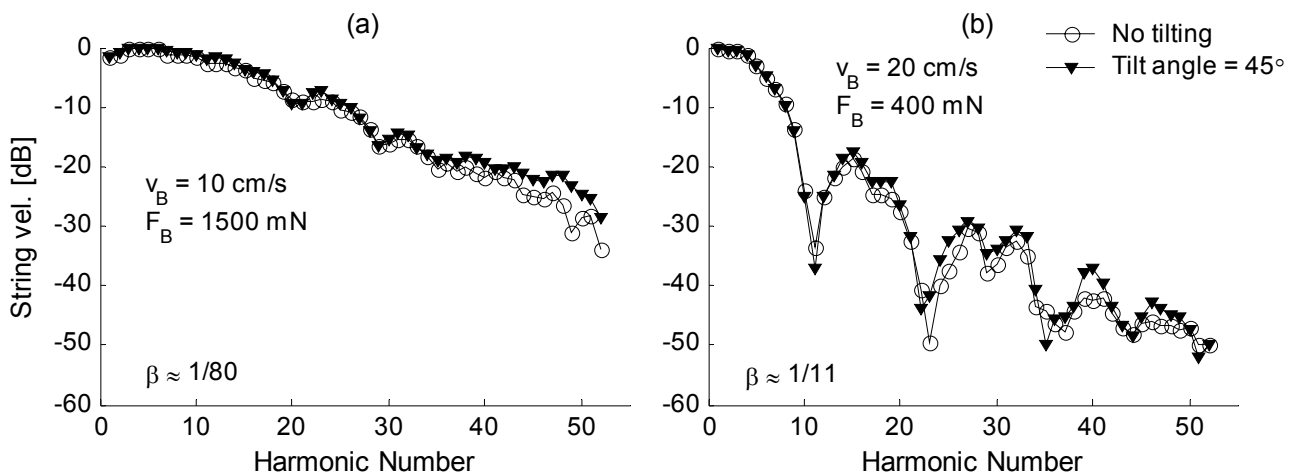 (a)
String vel. [dB]
0
-10
-20
-30
-40
-50
-60
v_B = 10 cm/s
F_B = 1500 mN
β ≈ 1/80
0 10 20 30 40 50
Harmonic Number
(b)
No tilting
Tilt angle = 45°
0
-10
-20
-30
-40
-50
-60
v_B = 20 cm/s
F_B = 400 mN
β ≈ 1/11
0 10 20 30 40 50
Harmonic Number